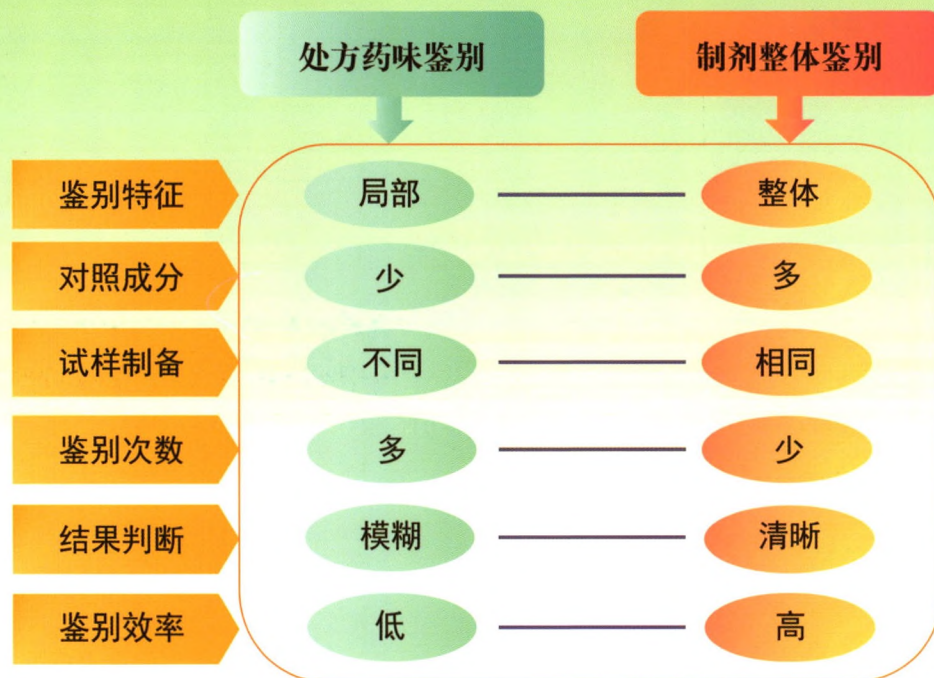 处方药味鉴别 制剂整体鉴别
鉴别特征 局部 整体
对照成分 少 多
试样制备 不同 相同
鉴别次数 多 少
结果判断 模糊 清晰
鉴别效率 低 高